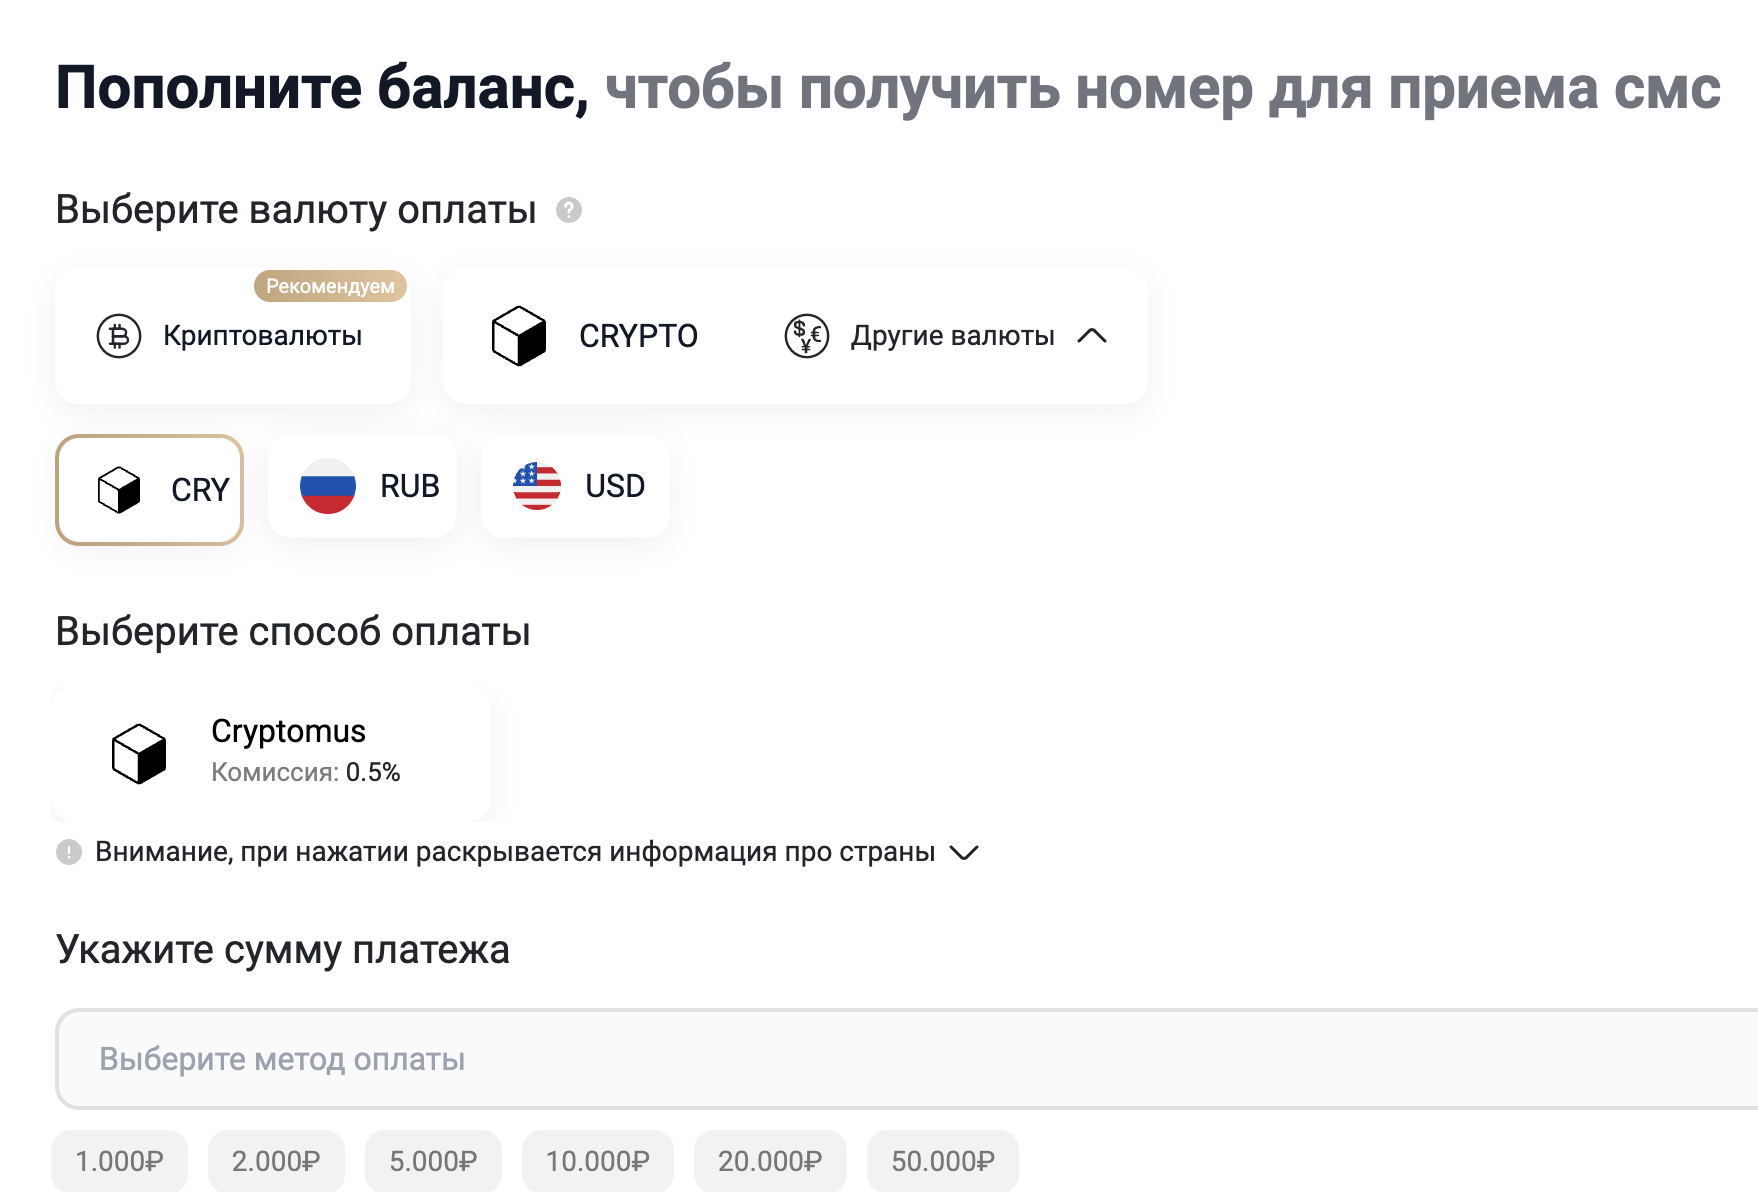 Пополните баланс, чтобы получить номер для приема смс
Выберите валюту оплаты ?
Рекомендуем
Криптовалюты
CRYPTO
Другие валюты
CRY
RUB
USD
Выберите способ оплаты
Cryptomus
Комиссия: 0.5%
! Внимание, при нажатии раскрывается информация про страны
Укажите сумму платежа
Выберите метод оплаты
1.000₽ 2.000₽ 5.000₽ 10.000₽ 20.000₽ 50.000₽